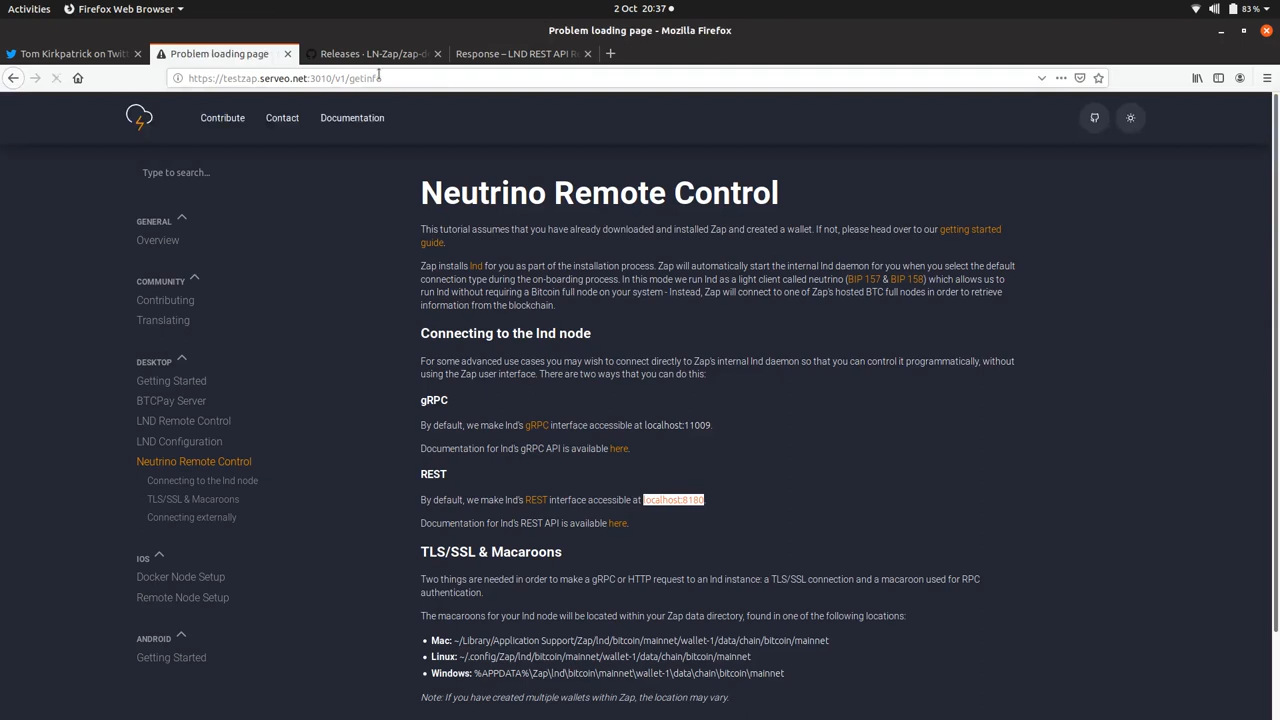 Activities
Firefox Web Browser
2 Oct 20:37
83 %
Problem loading page - Mozilla Firefox
Tom Kirkpatrick on Twitt
Problem loading page
Releases · LN-Zap/zap-d
Response – LND REST API R
https://testzap.serveo.net:3010/v1/getinfo
Contribute
Contact
Documentation
Type to search...
GENERAL
Overview
COMMUNITY
Contributing
Translating
DESKTOP
Getting Started
BTCPay Server
LND Remote Control
LND Configuration
Neutrino Remote Control
Connecting to the lnd node
TLS/SSL & Macaroons
Connecting externally
IOS
Docker Node Setup
Remote Node Setup
ANDROID
Getting Started
Neutrino Remote Control
This tutorial assumes that you have already downloaded and installed Zap and created a wallet. If not, please head over to our getting started
guide.
Zap installs lnd for you as part of the installation process. Zap will automatically start the internal lnd daemon for you when you select the default
connection type during the on-boarding process. In this mode we run lnd as a light client called neutrino (BIP 157 & BIP 158) which allows us to
run lnd without requiring a Bitcoin full node on your system - Instead, Zap will connect to one of Zap's hosted BTC full nodes in order to retrieve
information from the blockchain.
Connecting to the lnd node
For some advanced use cases you may wish to connect directly to Zap's internal lnd daemon so that you can control it programmatically, without
using the Zap user interface. There are two ways that you can do this:
gRPC
By default, we make lnd's gRPC interface accessible at localhost:11009.
Documentation for lnd's gRPC API is available here.
REST
By default, we make lnd's REST interface accessible at localhost:8180.
Documentation for lnd's REST API is available here.
TLS/SSL & Macaroons
Two things are needed in order to make a gRPC or HTTP request to an lnd instance: a TLS/SSL connection and a macaroon used for RPC
authentication.
The macaroons for your lnd node will be located within your Zap data directory, found in one of the following locations:
• Mac: ~/Library/Application Support/Zap/lnd/bitcoin/mainnet/wallet-1/data/chain/bitcoin/mainnet
• Linux: ~/.config/Zap/lnd/bitcoin/mainnet/wallet-1/data/chain/bitcoin/mainnet
• Windows: %APPDATA%\Zap\lnd\bitcoin\mainnet\wallet-1\data\chain\bitcoin\mainnet
Note: If you have created multiple wallets within Zap, the location may vary.